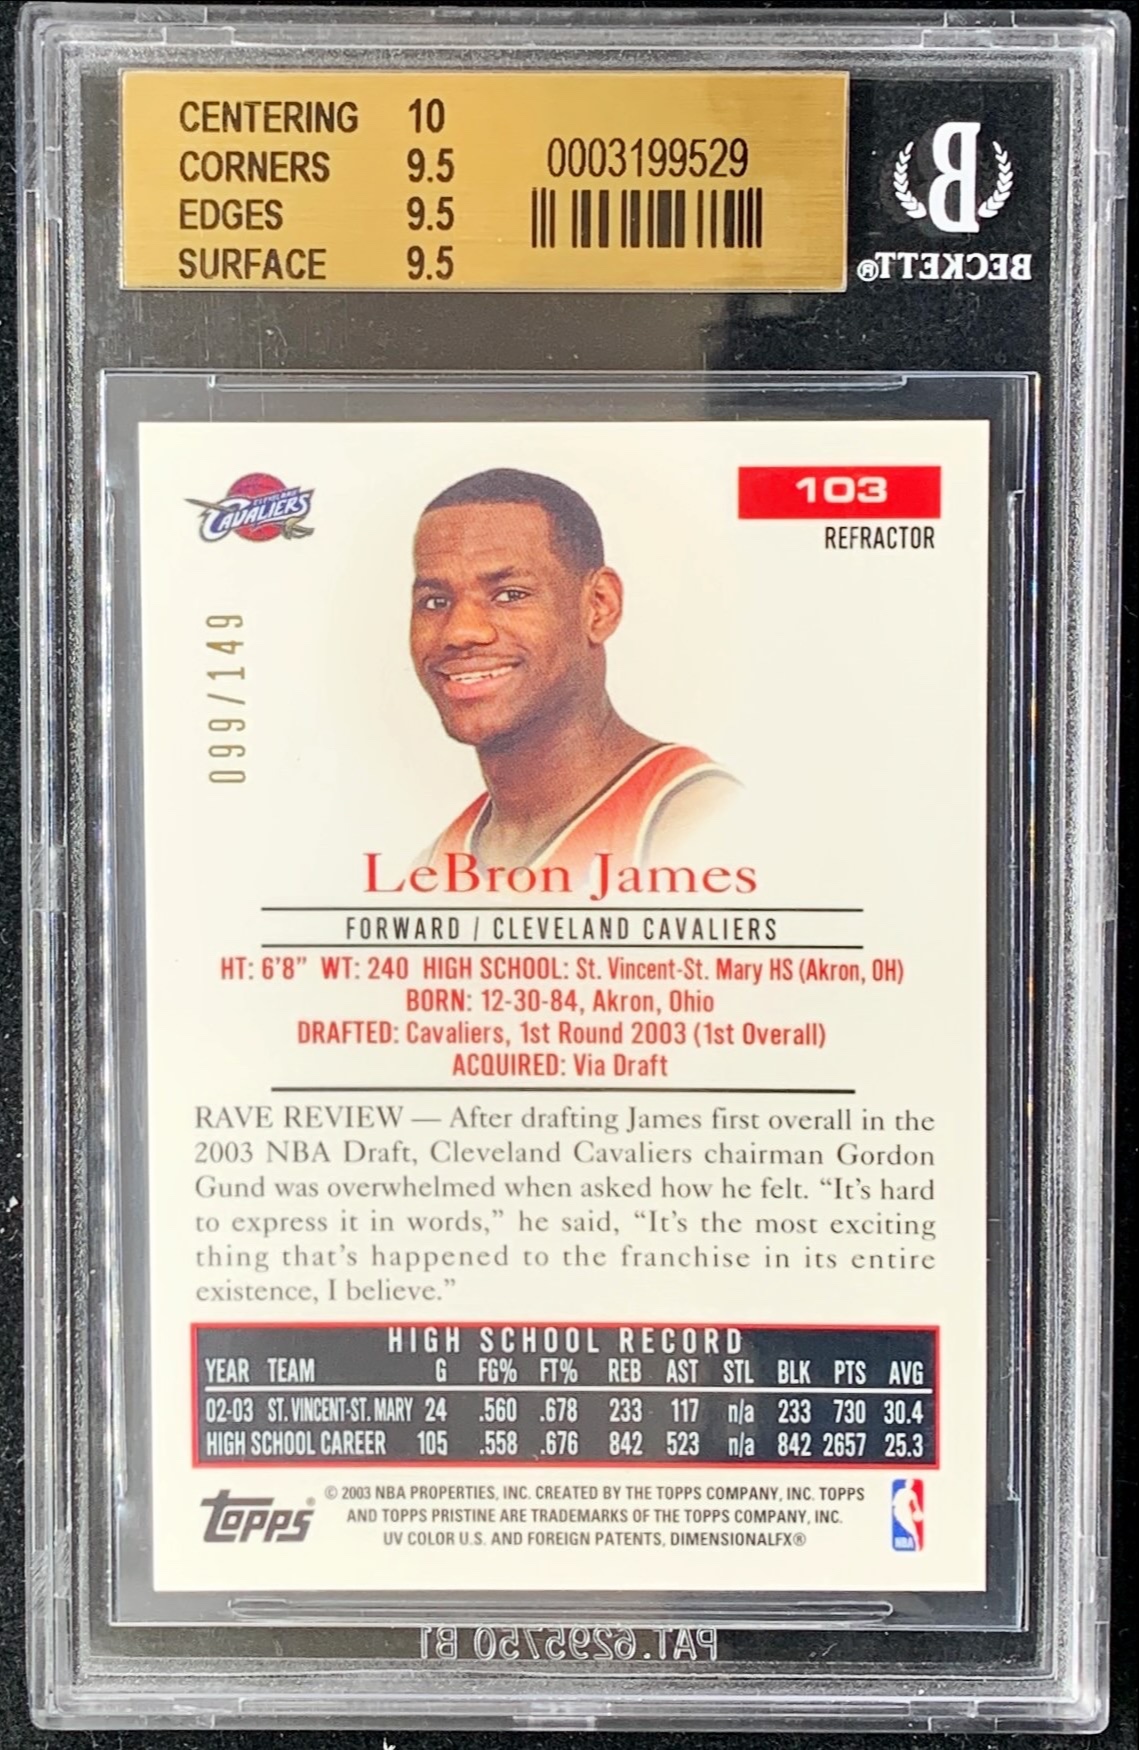 CENTERING 10
CORNERS 9.5
EDGES 9.5
SURFACE 9.5
0003199529
B
BECKETT®
CLEVELAND
CAVALIERS
103
REFRACTOR
099/149
LeBron James
FORWARD / CLEVELAND CAVALIERS
HT: 6'8" WT: 240 HIGH SCHOOL: St. Vincent-St. Mary HS (Akron, OH)
BORN: 12-30-84, Akron, Ohio
DRAFTED: Cavaliers, 1st Round 2003 (1st Overall)
ACQUIRED: Via Draft
RAVE REVIEW — After drafting James first overall in the
2003 NBA Draft, Cleveland Cavaliers chairman Gordon
Gund was overwhelmed when asked how he felt. “It’s hard
to express it in words,” he said, “It’s the most exciting
thing that’s happened to the franchise in its entire
existence, I believe.”
HIGH SCHOOL RECORD
YEAR TEAM G FG% FT% REB AST STL BLK PTS AVG
02-03 ST. VINCENT-ST. MARY 24 .560 .678 233 117 n/a 233 730 30.4
HIGH SCHOOL CAREER 105 .558 .676 842 523 n/a 842 2657 25.3
Topps®
© 2003 NBA PROPERTIES, INC. CREATED BY THE TOPPS COMPANY, INC. TOPPS
AND TOPPS PRISTINE ARE TRADEMARKS OF THE TOPPS COMPANY, INC.
UV COLOR U.S. AND FOREIGN PATENTS, DIMENSIONALFX®
NBA
PAT.6295750 B1